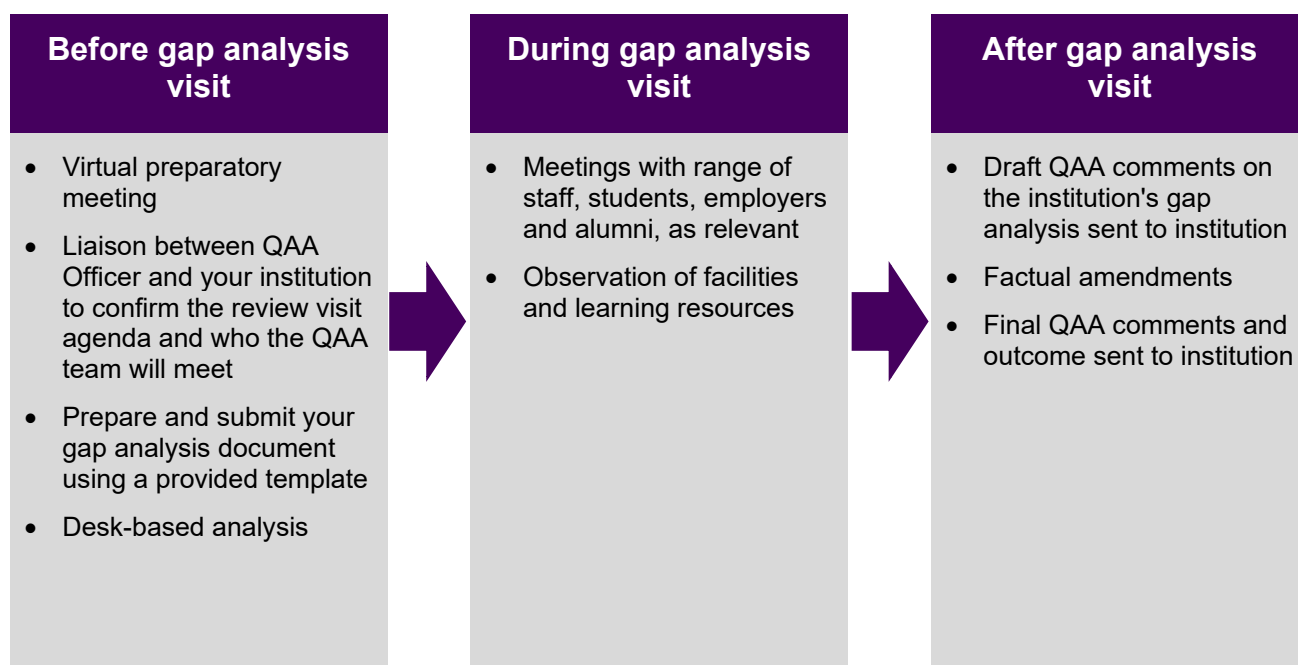 Before gap analysis
visit
• Virtual preparatory
meeting
• Liaison between QAA
Officer and your institution
to confirm the review visit
agenda and who the QAA
team will meet
• Prepare and submit your
gap analysis document
using a provided template
• Desk-based analysis
During gap analysis
visit
• Meetings with range of
staff, students, employers
and alumni, as relevant
• Observation of facilities
and learning resources
After gap analysis
visit
• Draft QAA comments on
the institution's gap
analysis sent to institution
• Factual amendments
• Final QAA comments and
outcome sent to institution